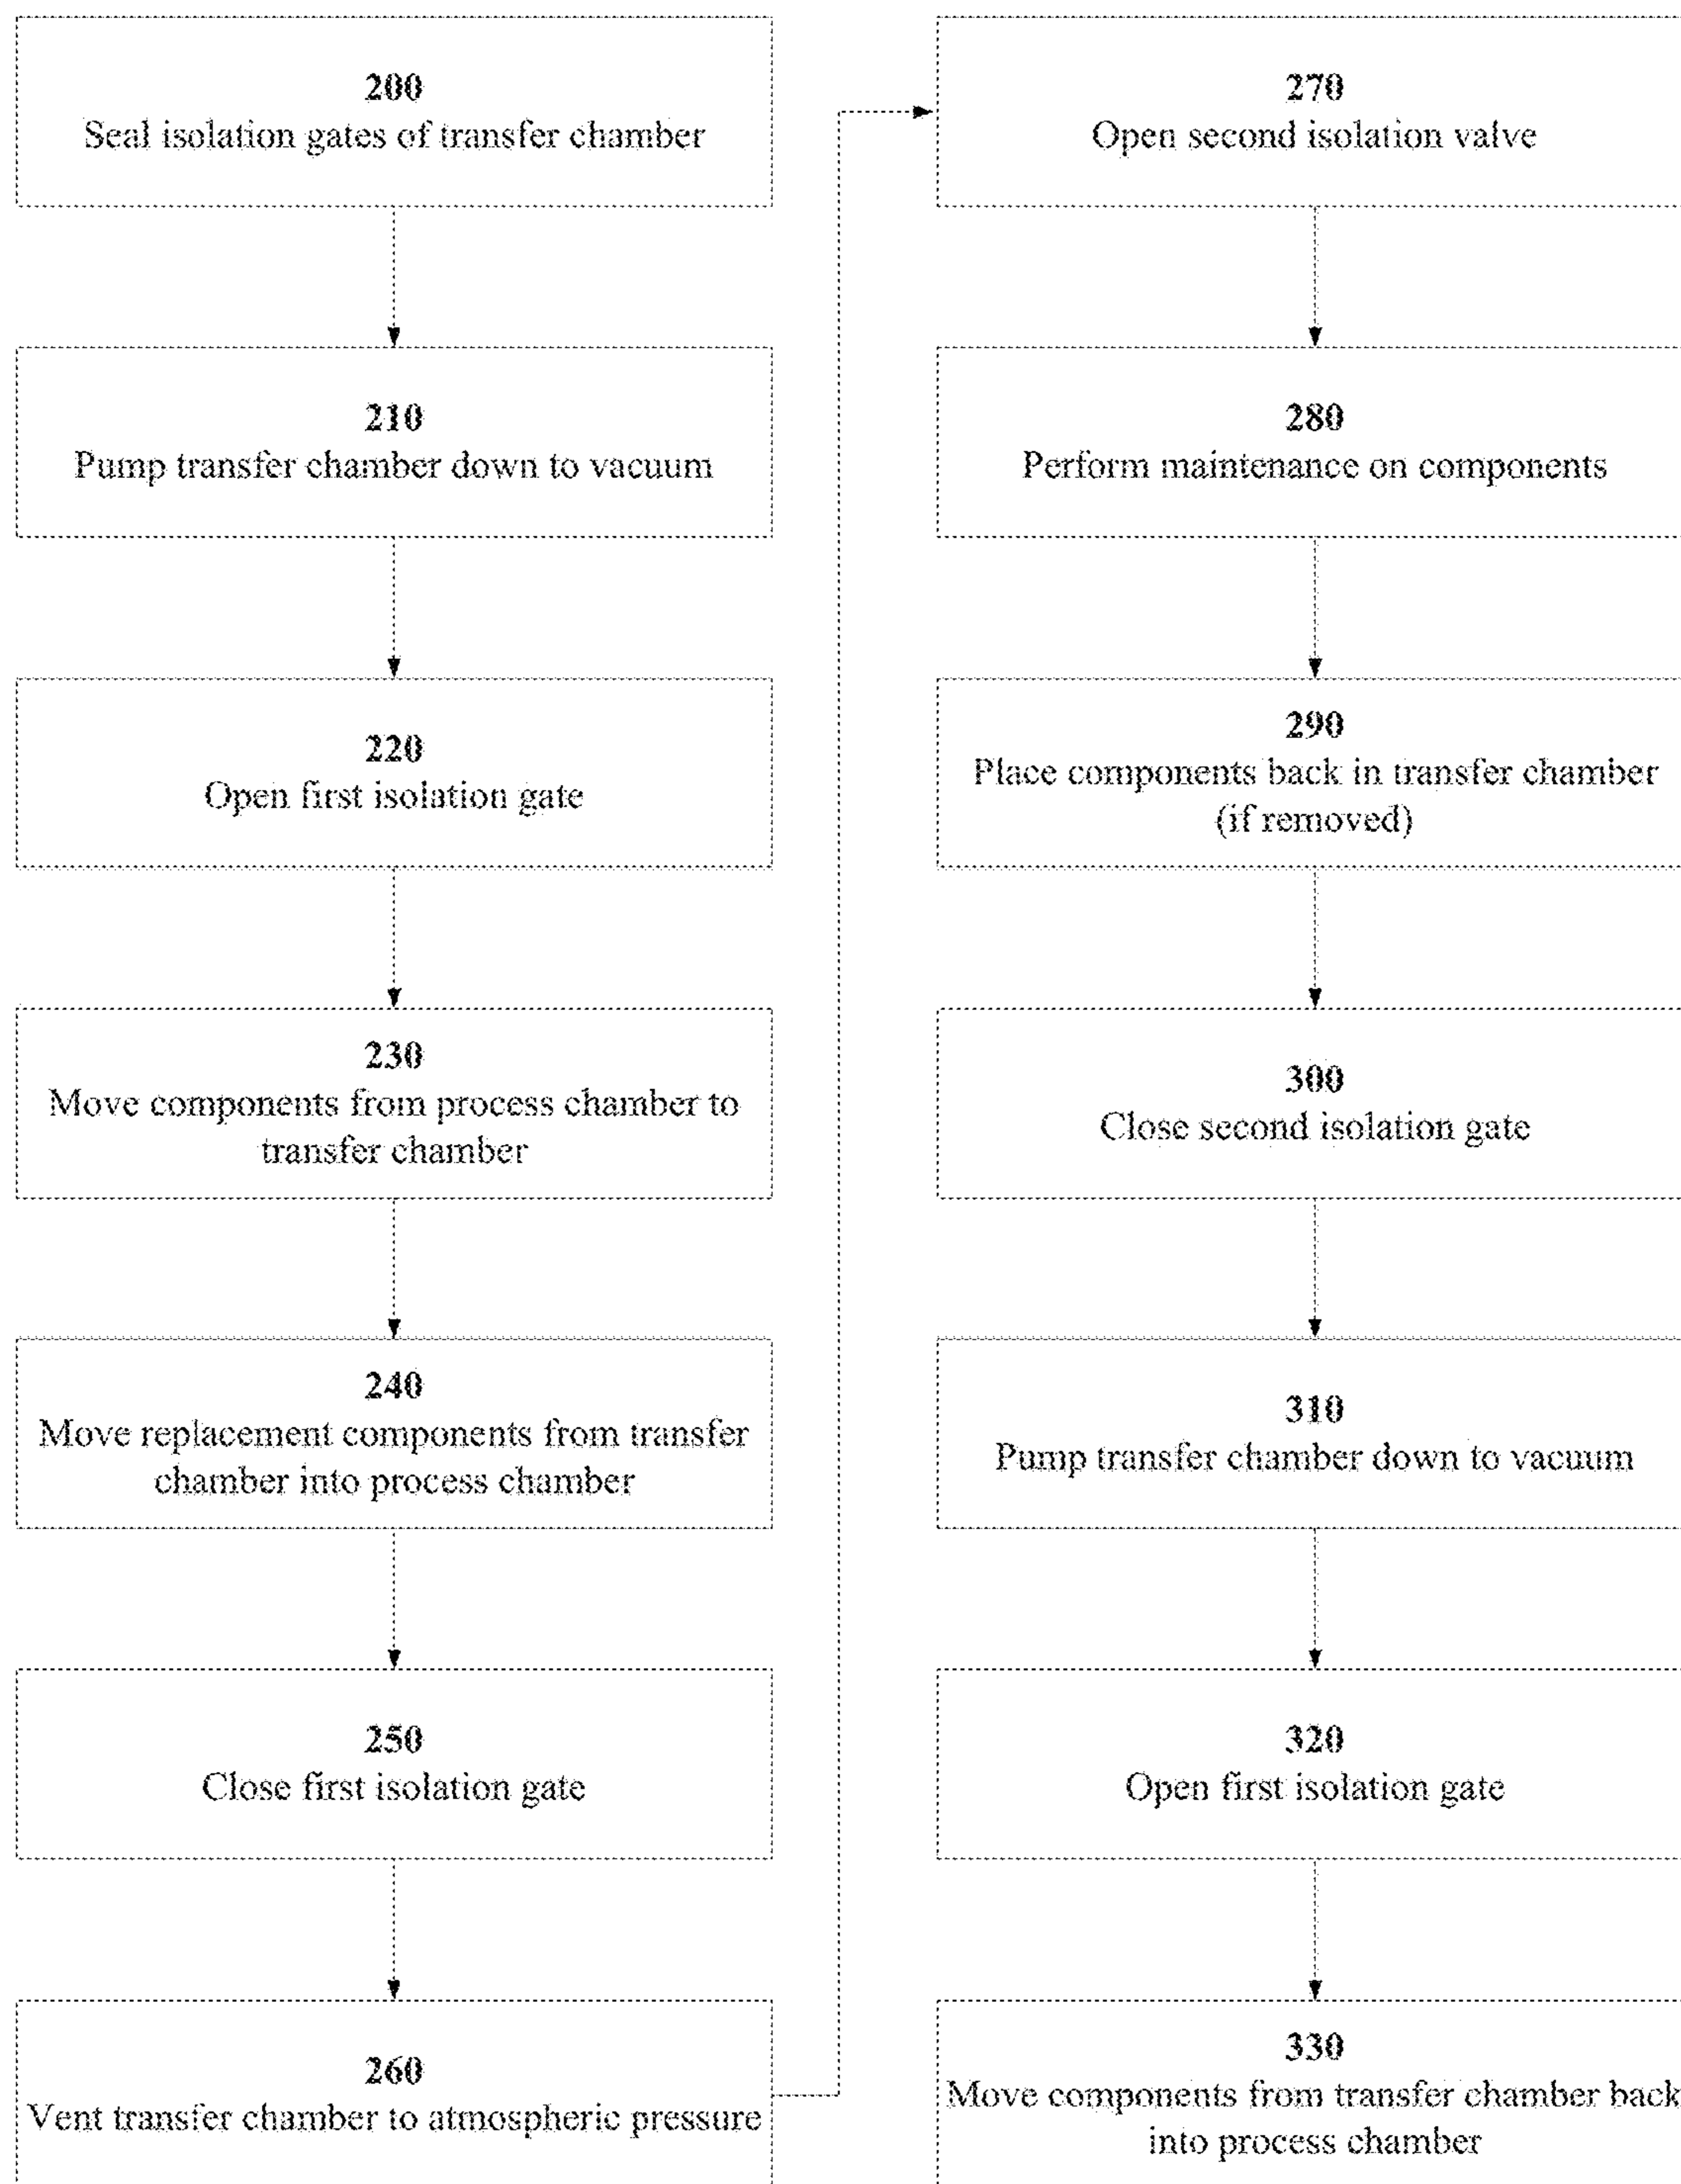 200
Seal isolation gates of transfer chamber
210
Pump transfer chamber down to vacuum
220
Open first isolation gate
230
Move components from process chamber to
transfer chamber
240
Move replacement components from transfer
chamber into process chamber
250
Close first isolation gate
260
Vent transfer chamber to atmospheric pressure
270
Open second isolation valve
280
Perform maintenance on components
290
Place components back in transfer chamber
(if removed)
300
Close second isolation gate
310
Pump transfer chamber down to vacuum
320
Open first isolation gate
330
Move components from transfer chamber back
into process chamber